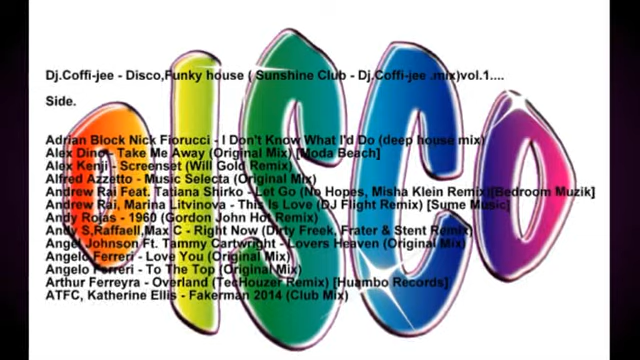 DISCO
Dj.Coffi-jee - Disco,Funky house ( Sunshine Club - Dj.Coffi-jee .mix)vol.1....
Side.
Adrian Block Nick Fiorucci - I Don't Know What I'd Do (deep house mix)
Alex Dino - Take Me Away (Original Mix) [Moda Beach]
Alex Kenji - Screenset (Will Gold Remix)
Alfred Azzetto - Music Selecta (Original Mix)
Andrew Rai Feat. Tatiana Shirko - Let Go (No Hopes, Misha Klein Remix)[Bedroom Muzik]
Andrew Rai, Marina Litvinova - This Is Love (DJ Flight Remix) [Sume Music]
Andy Rojas - 1960 (Gordon John Hot Remix)
Andy S,Raffaell,Max C - Right Now (Dirty Freek, Frater & Stent Remix)
Angel Johnson Ft. Tammy Cartwright - Lovers Heaven (Original Mix)
Angelo Ferreri - Love You (Original Mix)
Angelo Ferreri - To The Top (Original Mix)
Arthur Ferreyra - Overland (TecHouzer Remix) [Huambo Records]
ATFC, Katherine Ellis - Fakerman 2014 (Club Mix)